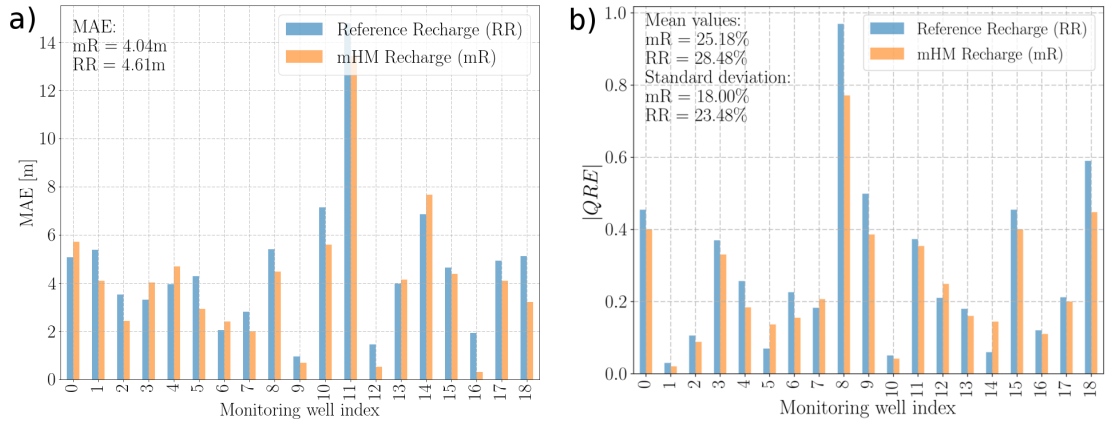 a)
MAE:
mR = 4.04m
RR = 4.61m
Reference Recharge (RR)
mHM Recharge (mR)
MAE [m]
14
12
10
8
6
4
2
0
0 1 2 3 4 5 6 7 8 9 10 11 12 13 14 15 16 17 18
Monitoring well index
b)
Mean values:
mR = 25.18%
RR = 28.48%
Standard deviation:
mR = 18.00%
RR = 23.48%
Reference Recharge (RR)
mHM Recharge (mR)
|QRE|
1.0
0.8
0.6
0.4
0.2
0.0
0 1 2 3 4 5 6 7 8 9 10 11 12 13 14 15 16 17 18
Monitoring well index